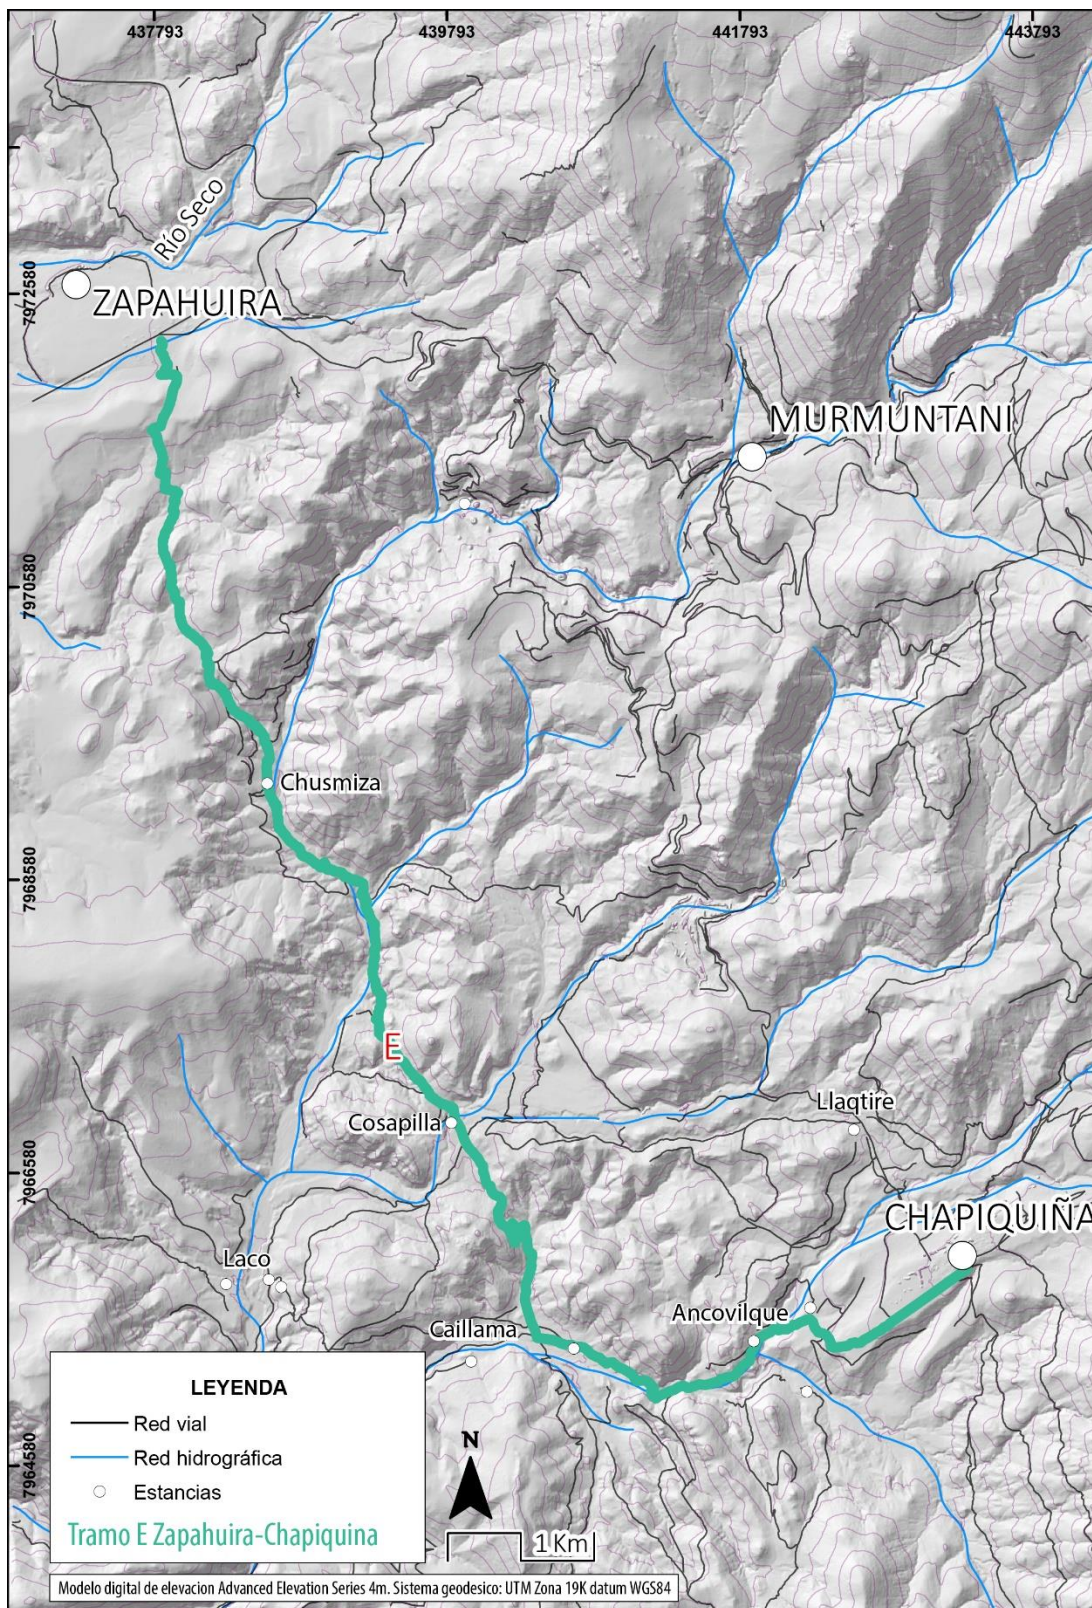 437793
439793
441793
443793
Río Seco
7972580
ZAPAHUIRA
MURMUNTANI
7970580
Chusmiza
7968580
E
Llaqtire
Cosapilla
7966580
CHAPIQUIÑA
Laco
Ancovilque
Caillama
LEYENDA
Red vial
Red hidrográfica
Estancias
Tramo E Zapahuira-Chapiquina
7964580
N
1 Km
Modelo digital de elevacion Advanced Elevation Series 4m. Sistema geodesico: UTM Zona 19K datum WGS84